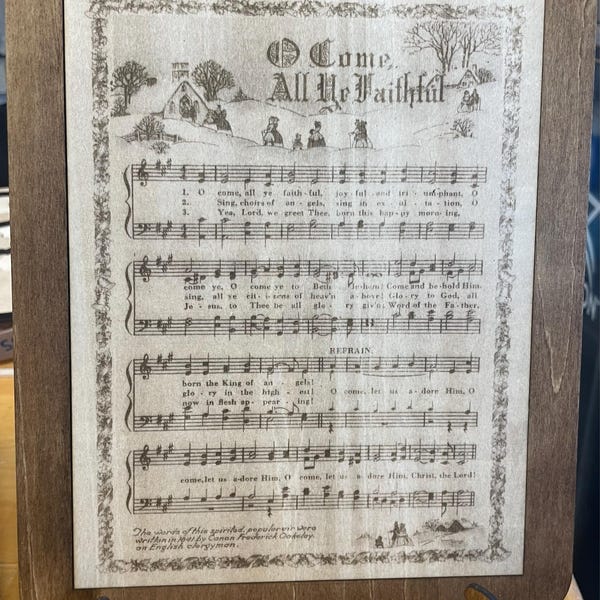 O Come,
All Ye Faithful
1. O come, all ye faith - ful, joy - ful and tri - um-phant, O
2. Sing, choirs of an - gels, sing in ex - ul - ta - tion, O
3. Yea, Lord, we greet Thee, born this hap - py morn - ing,
come ye, O come ye to Beth - le-hem! Come and be-hold Him,
sing, all ye cit - i - zens of heav'n a - bove! Glo - ry to God, all
Je - sus, to Thee be all glo - ry giv'n; Word of the Fa - ther,
REFRAIN.
born the King of an - gels!
glo - ry in the high - est! O come, let us a - dore Him, O
now in flesh ap - pear - ing!
come, let us a-dore Him, O come, let us a - dore Him, Christ, the Lord!
The words of this spirited, popular air were
written in 1841 by Canon Frederick Oakeley,
an English clergyman.